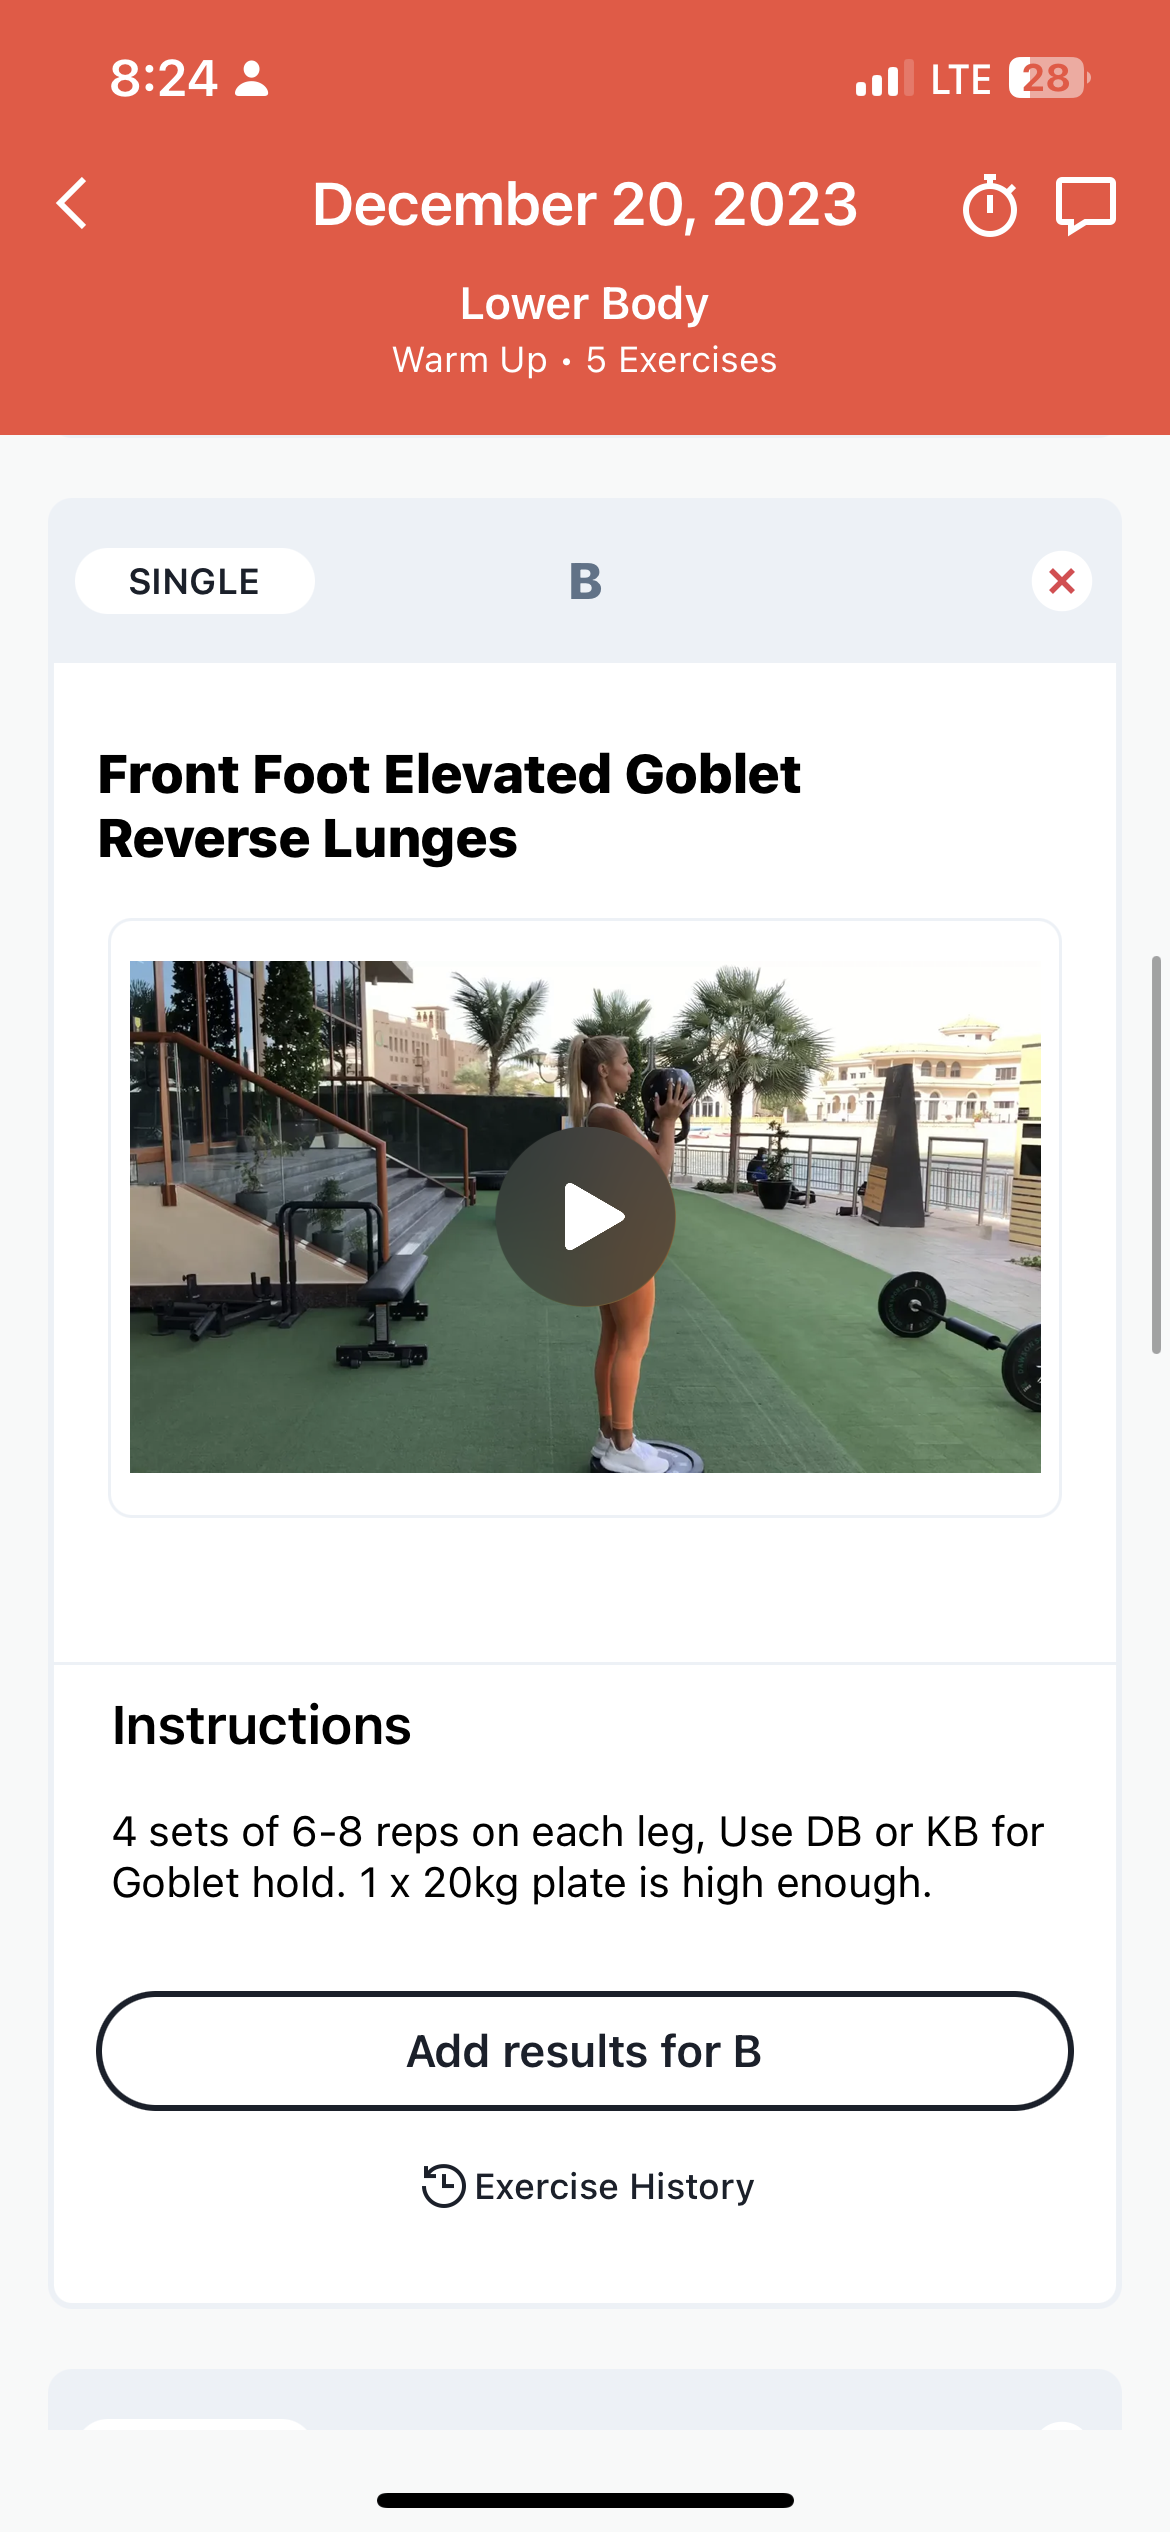 8:24
LTE 28
December 20, 2023
Lower Body
Warm Up • 5 Exercises
SINGLE
B
Front Foot Elevated Goblet
Reverse Lunges
Instructions
4 sets of 6-8 reps on each leg, Use DB or KB for
Goblet hold. 1 x 20kg plate is high enough.
Add results for B
Exercise History